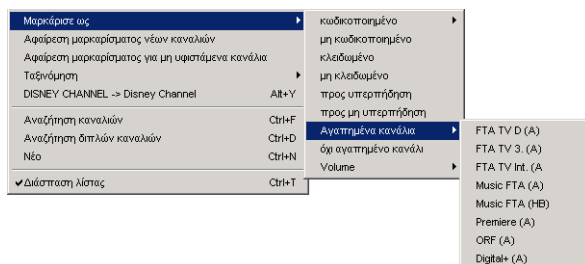 Μαρκάρισε ως
Αφαίρεση μαρκαρίσματος νέων καναλιών
Αφαίρεση μαρκαρίσματος για μη υφιστάμενα κανάλια
Ταξινόμηση
DISNEY CHANNEL -> Disney Channel Alt+Y
Αναζήτηση καναλιών Ctrl+F
Αναζήτηση διπλών καναλιών Ctrl+D
Νέο Ctrl+N
Διάσπαση λίστας Ctrl+T
κωδικοποιημένο
μη κωδικοποιημένο
κλειδωμένο
μη κλειδωμένο
προς υπερπήδηση
προς μη υπερπήδηση
Αγαπημένα κανάλια
όχι αγαπημένο κανάλι
Volume
FTA TV D (A)
FTA TV 3. (A)
FTA TV Int. (A
Music FTA (A)
Music FTA (HB)
Premiere (A)
ORF (A)
Digital+ (A)